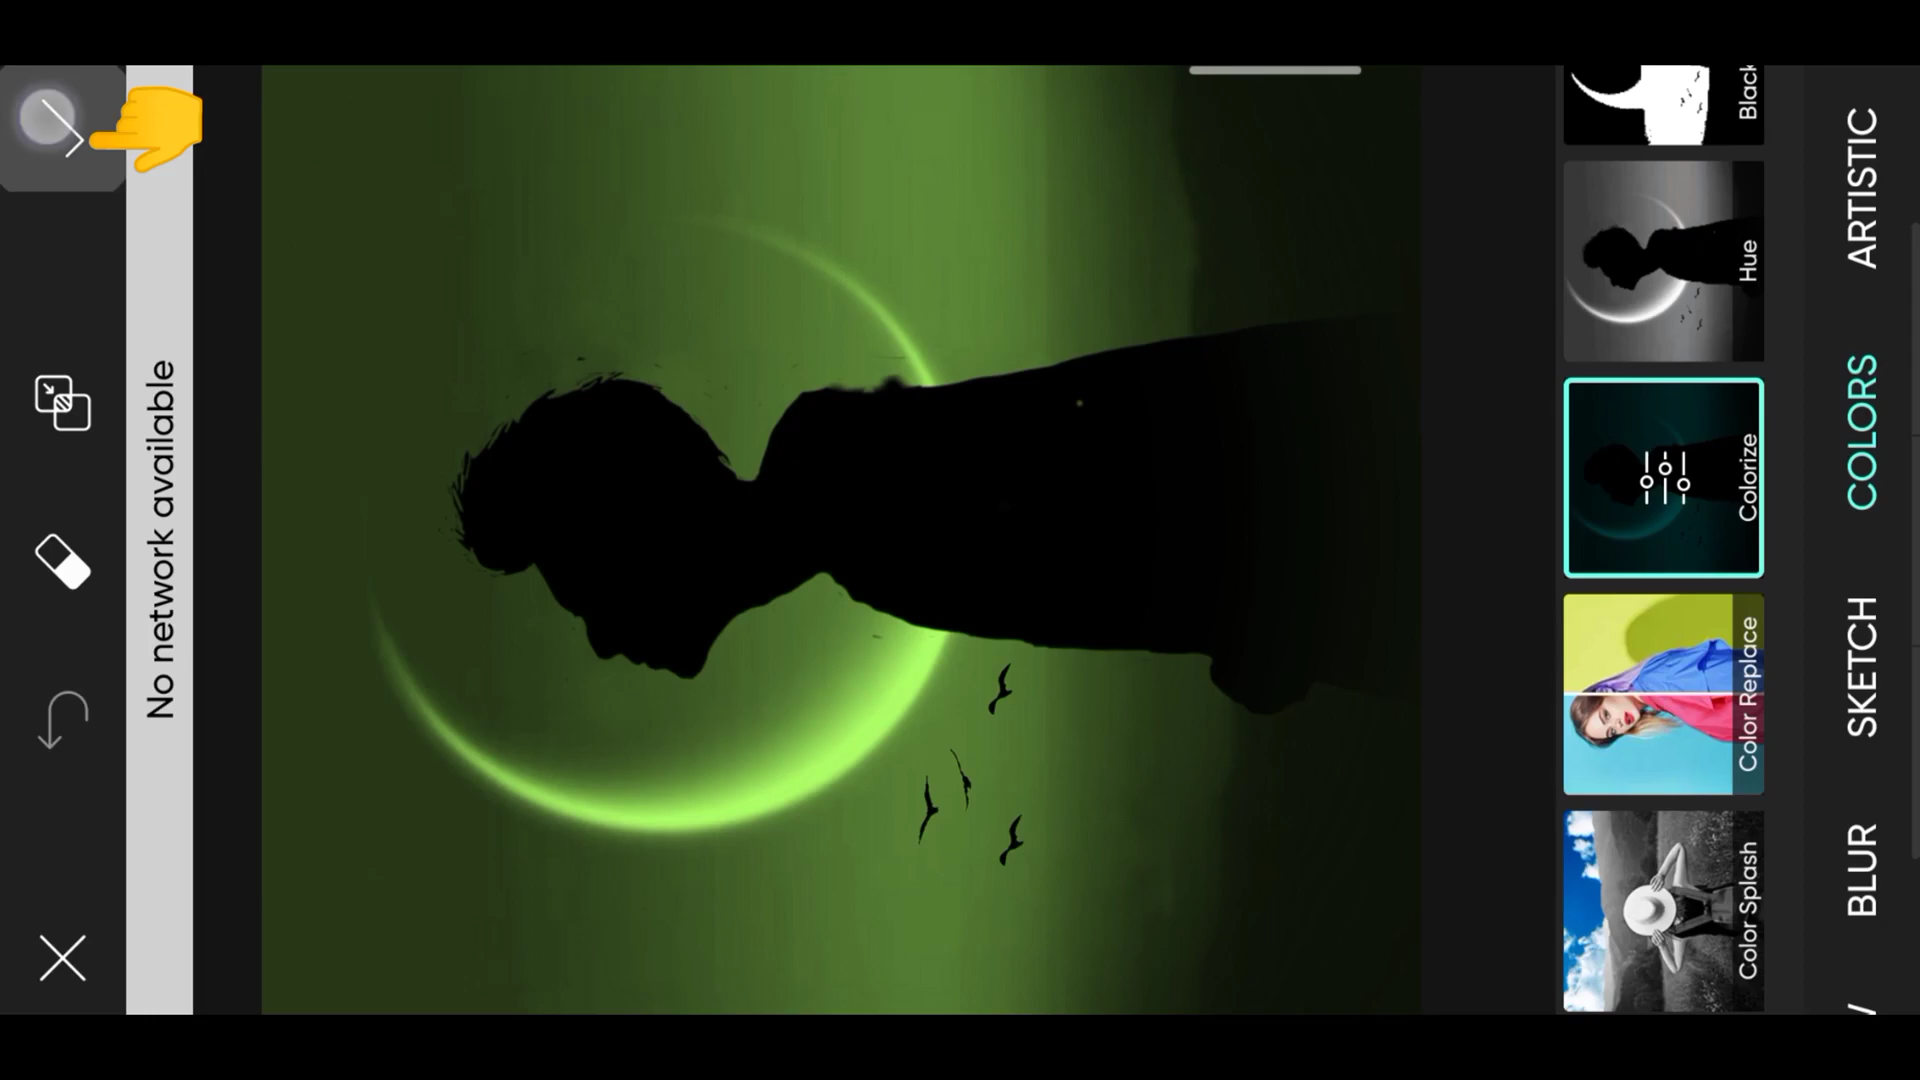 No network available
Color Splash
Color Replace
Colorize
Hue
Black
BLUR
SKETCH
COLORS
ARTISTIC